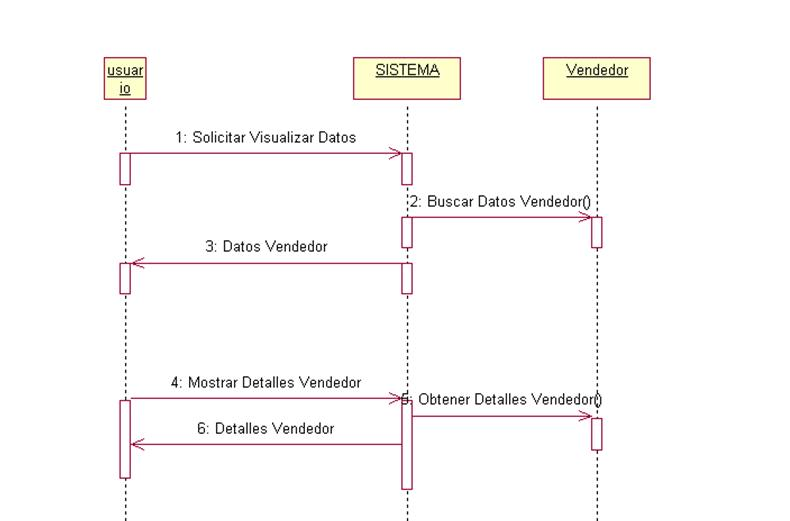 usuar
io
SISTEMA
Vendedor
1: Solicitar Visualizar Datos
2: Buscar Datos Vendedor()
3: Datos Vendedor
4: Mostrar Detalles Vendedor
5: Obtener Detalles Vendedor()
6: Detalles Vendedor